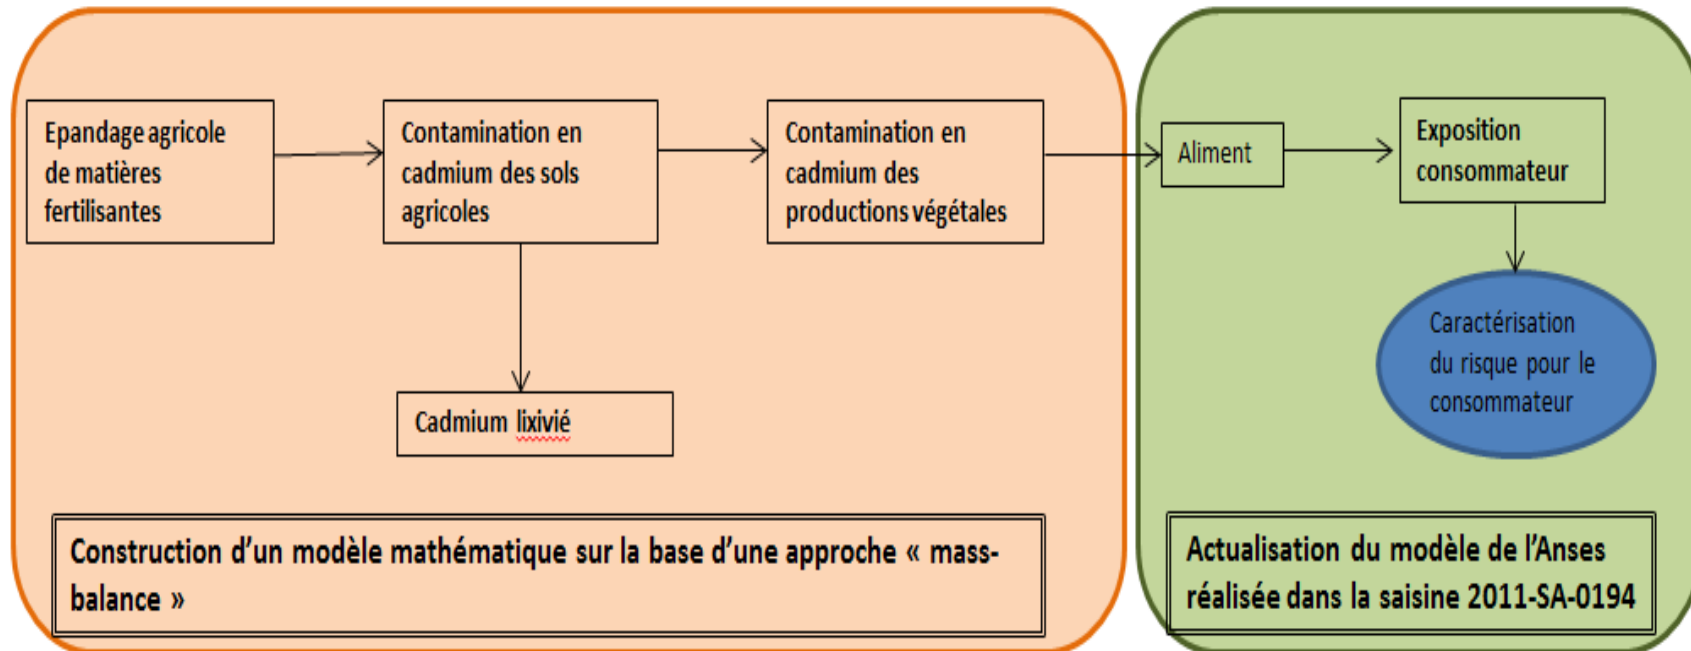 Epandage agricole
de matières
fertilisantes
Contamination en
cadmium des sols
agricoles
Contamination en
cadmium des
productions végétales
Cadmium lixivié
Construction d'un modèle mathématique sur la base d'une approche « mass-
balance »
Aliment
Exposition
consommateur
Caractérisation
du risque pour le
consommateur
Actualisation du modèle de l'Anses
réalisée dans la saisine 2011-SA-0194